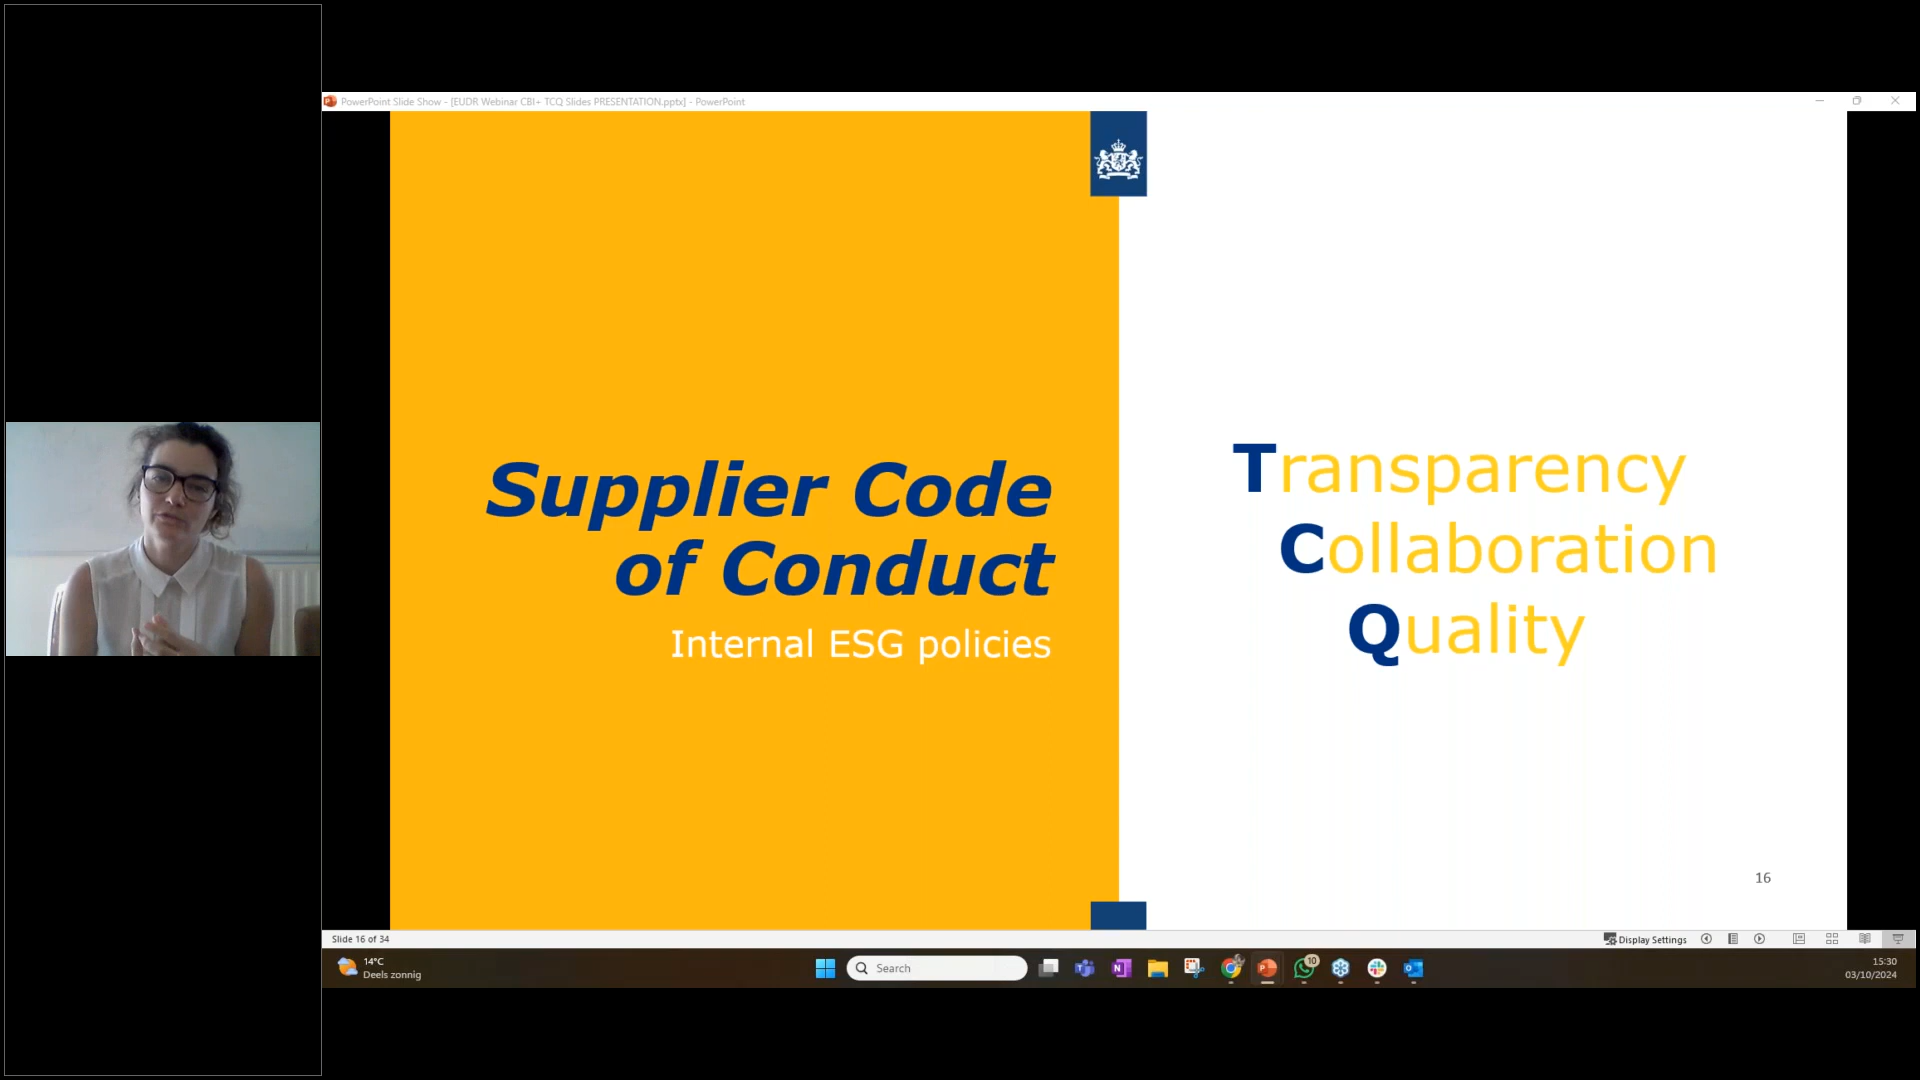 PowerPoint Slide Show - [EUDR Webinar CBI+ TCQ Slides PRESENTATION.pptx] - PowerPoint
Supplier Code
of Conduct
Internal ESG policies
Transparency
Collaboration
Quality
16
Slide 16 of 34
Display Settings
14°C
Deels zonnig
Search
10
15:30
03/10/2024